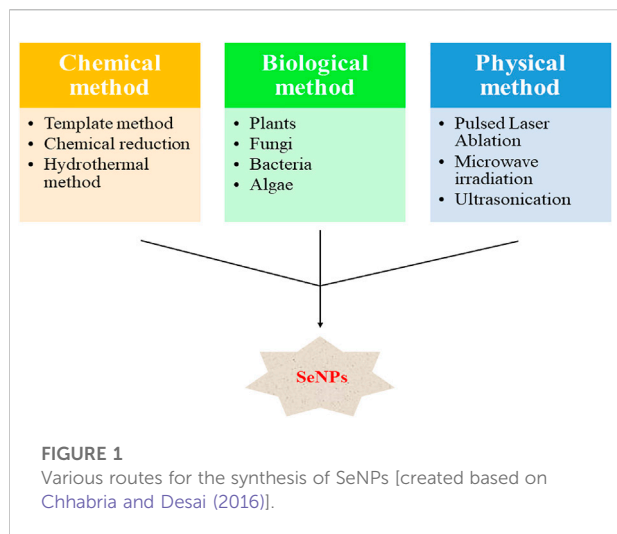 Chemical
method
• Template method
• Chemical reduction
• Hydrothermal
method
Biological
method
• Plants
• Fungi
• Bacteria
• Algae
Physical
method
• Pulsed Laser
Ablation
• Microwave
irradiation
• Ultrasonication
SeNPs
FIGURE 1
Various routes for the synthesis of SeNPs [created based on
Chhabria and Desai (2016)].